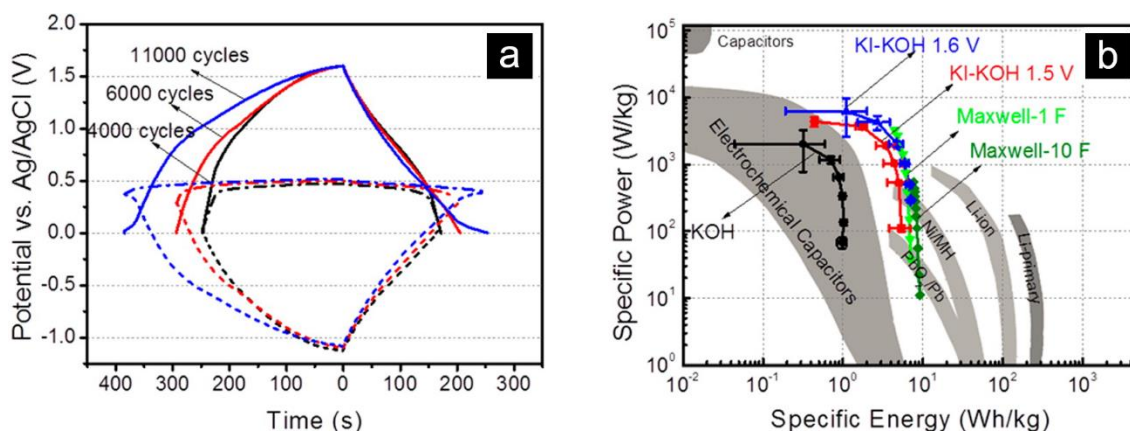 a
Potential vs. Ag/AgCl (V)
2.0
1.5
1.0
0.5
0.0
-0.5
-1.0
11000 cycles
6000 cycles
4000 cycles
400 300 200 100 0 100 200 300
Time (s)
b
Specific Power (W/kg)
10^5
10^4
10^3
10^2
10^1
10^0
Capacitors
KI-KOH 1.6 V
KI-KOH 1.5 V
Maxwell-1 F
Maxwell-10 F
Electrochemical Capacitors
KOH
PbO₂/Pb
Ni/MH
Li-ion
Li-primary
10^-2 10^-1 10^0 10^1 10^2 10^3
Specific Energy (Wh/kg)